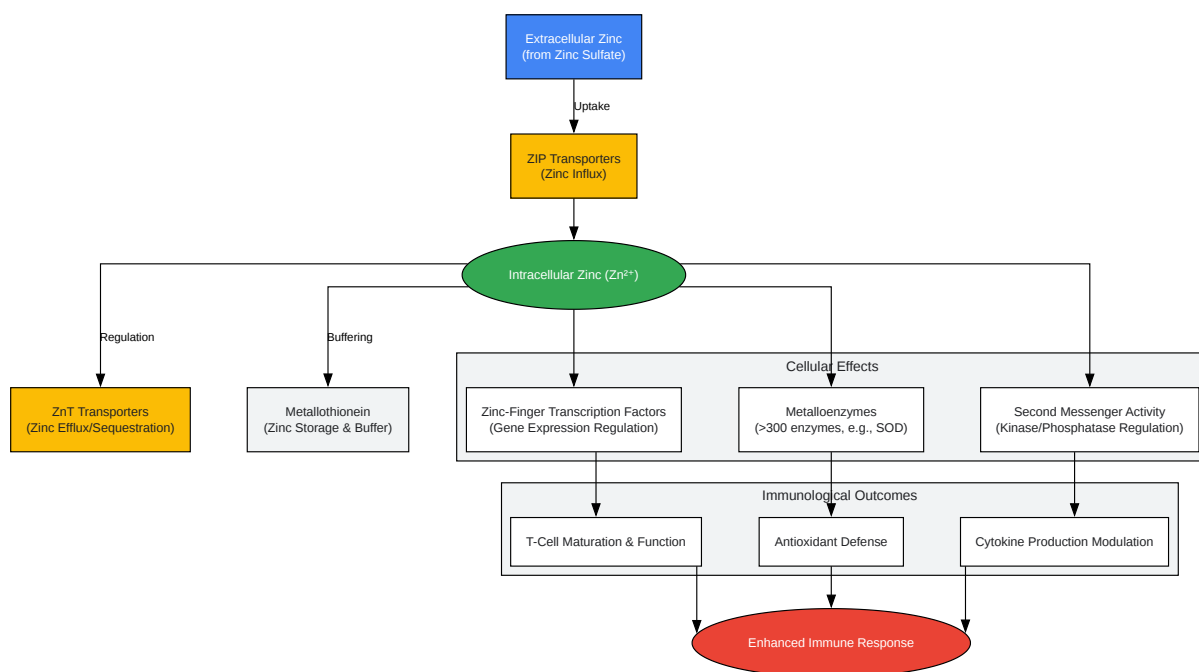 Extracellular Zinc
(from Zinc Sulfate)
Uptake
ZIP Transporters
(Zinc Influx)
Intracellular Zinc (Zn²⁺)
Regulation
Buffering
Cellular Effects
ZnT Transporters
(Zinc Efflux/Sequestration)
Metallothionein
(Zinc Storage & Buffer)
Zinc-Finger Transcription Factors
(Gene Expression Regulation)
Metalloenzymes
(>300 enzymes, e.g., SOD)
Second Messenger Activity
(Kinase/Phosphatase Regulation)
Immunological Outcomes
T-Cell Maturation & Function
Antioxidant Defense
Cytokine Production Modulation
Enhanced Immune Response